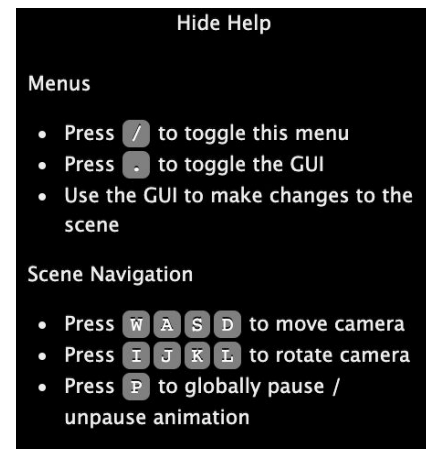 Hide Help
Menus
• Press / to toggle this menu
• Press . to toggle the GUI
• Use the GUI to make changes to the
scene
Scene Navigation
• Press W A S D to move camera
• Press I J K L to rotate camera
• Press P to globally pause /
unpause animation